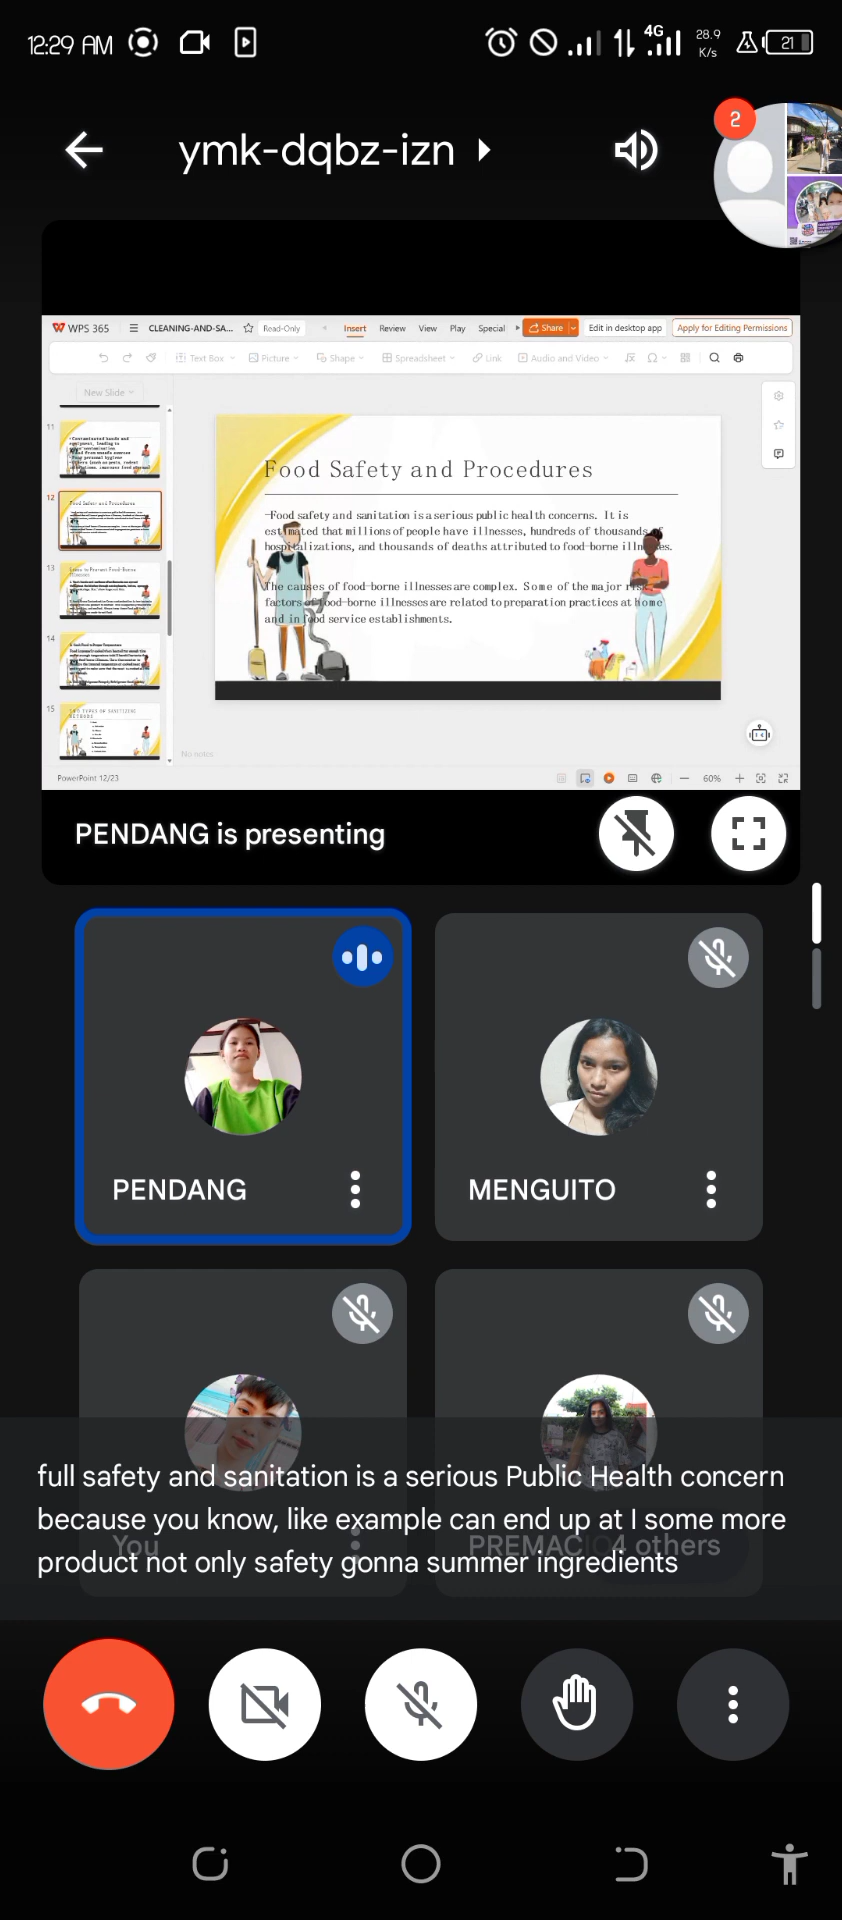 12:29 AM
4G
28.9
K/s
21
ymk-dqbz-izn
2
WPS 365
CLEANING-AND-SA...
Read-Only
Insert
Review
View
Play
Special
Share
Edit in desktop app
Apply for Editing Permissions
Text Box
Picture
Shape
Spreadsheet
Link
Audio and Video
New Slide
11
12
13
14
15
Food Safety and Procedures
-Food safety and sanitation is a serious public health concerns. It is
estimated that millions of people have illnesses, hundreds of thousands of
hospitalizations, and thousands of deaths attributed to food-borne illnesses.
The causes of food-borne illnesses are complex. Some of the major risk
factors of food-borne illnesses are related to preparation practices at home
and in food service establishments.
No notes
PowerPoint 12/23
60%
PENDANG is presenting
PENDANG
MENGUITO
full safety and sanitation is a serious Public Health concern
because you know, like example can end up at I some more
product not only safety gonna summer ingredients
You
PREMACIO
4 others